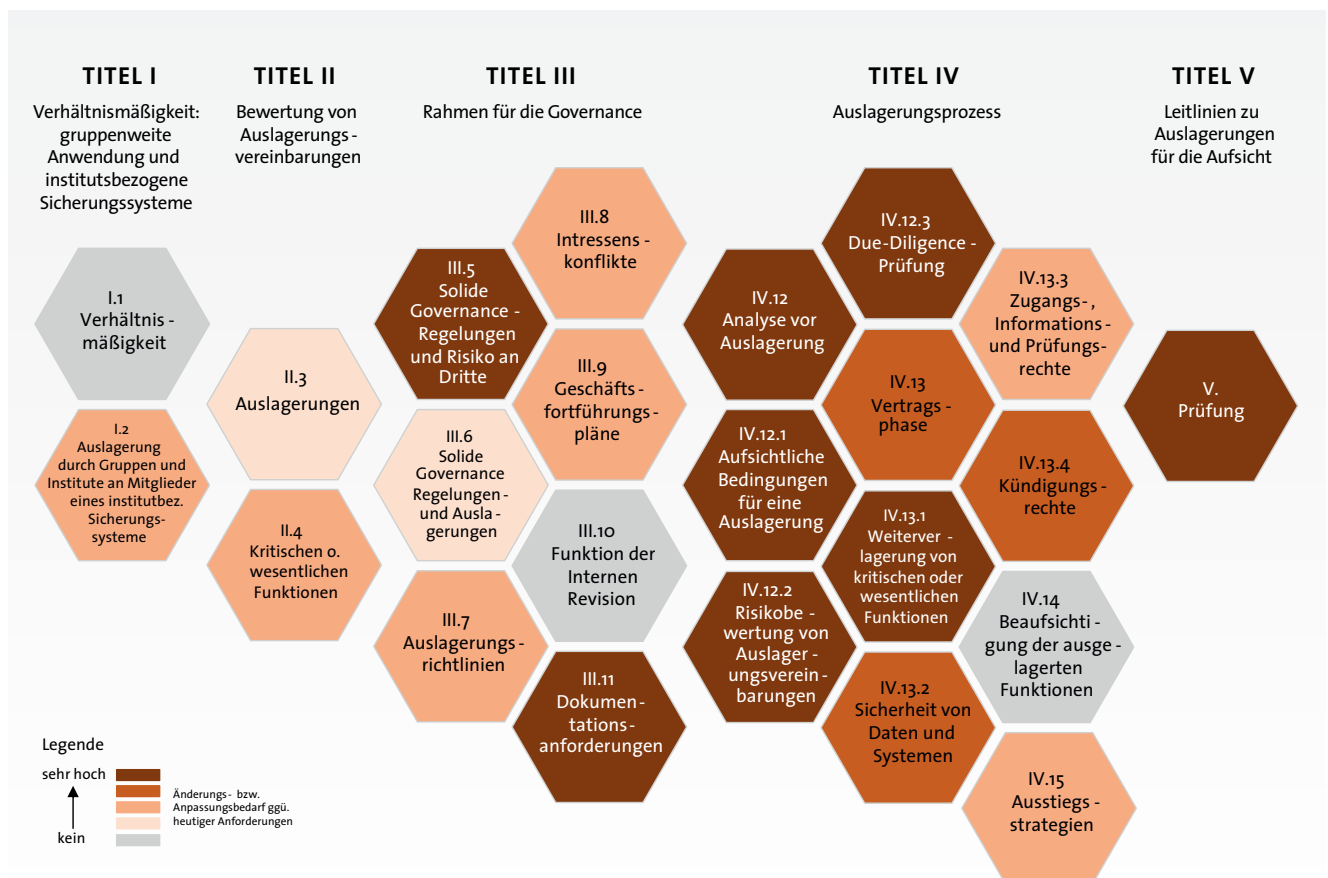 TITEL I
Verhältnismäßigkeit:
gruppenweite
Anwendung und
institutsbezogene
Sicherungssysteme
TITEL II
Bewertung von
Auslagerungs-
vereinbarungen
TITEL III
Rahmen für die Governance
TITEL IV
Auslagerungsprozess
TITEL V
Leitlinien zu
Auslagerungen
für die Aufsicht
I.1
Verhältnis-
mäßigkeit
I.2
Auslagerung
durch Gruppen und
Institute an Mitglieder
eines institutbez.
Sicherungs-
systeme
II.3
Auslagerungen
II.4
Kritischen o.
wesentlichen
Funktionen
III.5
Solide
Governance -
Regelungen
und Risiko an
Dritte
III.6
Solide
Governance
Regelungen-
und Ausla-
gerungen
III.7
Auslagerungs-
richtlinien
III.8
Intressens-
konflikte
III.9
Geschäfts-
fortführungs-
pläne
III.10
Funktion der
Internen
Revision
III.11
Dokumen-
tations-
anforderungen
IV.12
Analyse vor
Auslagerung
IV.12.1
Aufsichtliche
Bedingungen
für eine
Auslagerung
IV.12.2
Risikobe-
wertung von
Auslager-
ungsverein-
barungen
IV.12.3
Due-Diligence-
Prüfung
IV.13
Vertrags-
phase
IV.13.1
Weiterver-
lagerung von
kritischen oder
wesentlichen
Funktionen
IV.13.2
Sicherheit von
Daten und
Systemen
IV.13.3
Zugangs-,
Informations-
und Prüfungs-
rechte
IV.13.4
Kündigungs-
rechte
IV.14
Beaufsichti-
gung der ausge-
lagerten
Funktionen
IV.15
Ausstiegs-
strategien
V.
Prüfung
Legende
sehr hoch
kein
Änderungs- bzw.
Anpassungsbedarf ggü.
heutiger Anforderungen